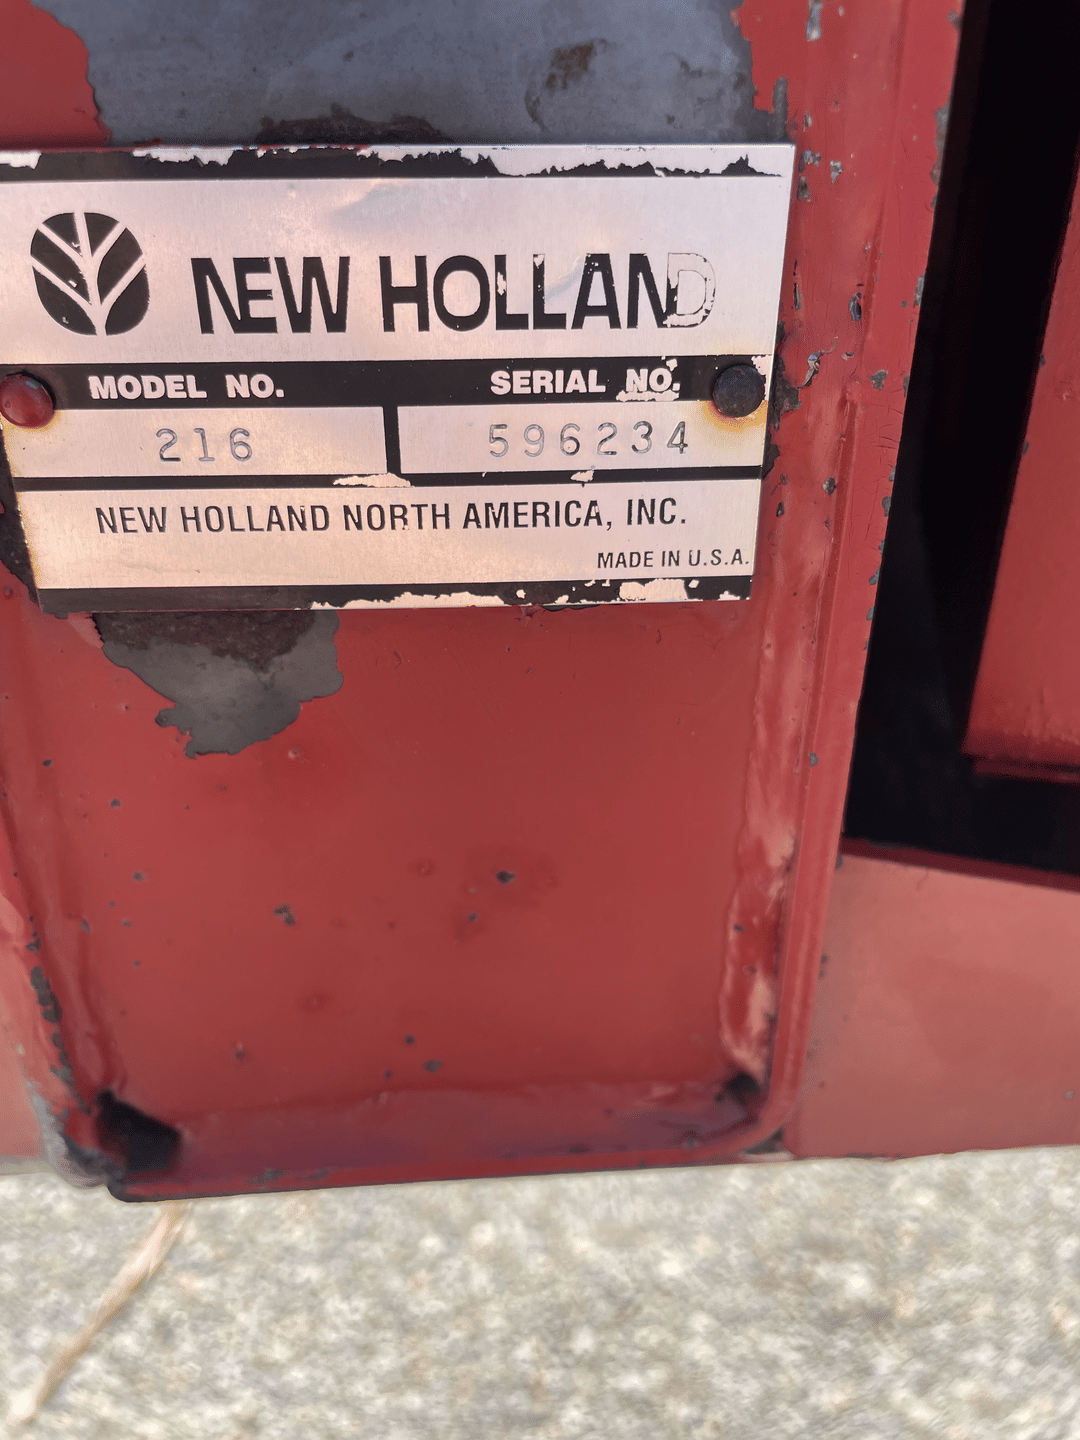 NEW HOLLAND
MODEL NO. SERIAL NO.
216 596234
NEW HOLLAND NORTH AMERICA, INC.
MADE IN U.S.A.